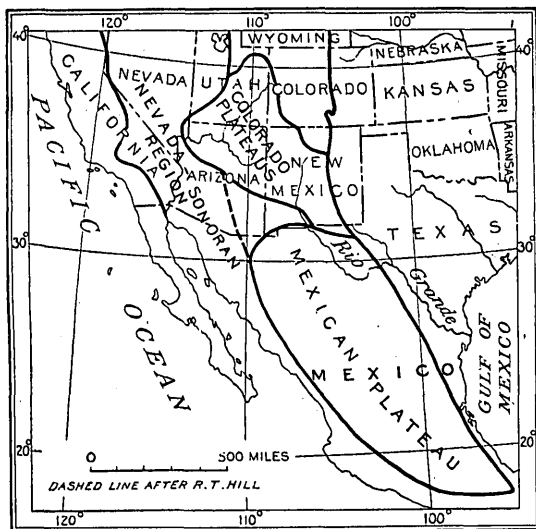 120° 110° 100°
40° WYOMING 40°
NEBRASKA
MISSOURI
NEVADA UTAH COLORADO KANSAS
CALIFORNIA
COLORADO PLATEAUS
NEVADA-SONORAN REGION
OKLAHOMA
ARKANSAS
ARIZONA NEW MEXICO
PACIFIC OCEAN
TEXAS
30° 30°
Rio Grande
MEXICAN PLATEAU
MEXICO
GULF OF MEXICO
20° 20°
0 500 MILES
DASHED LINE AFTER R.T. HILL
120° 110° 100°